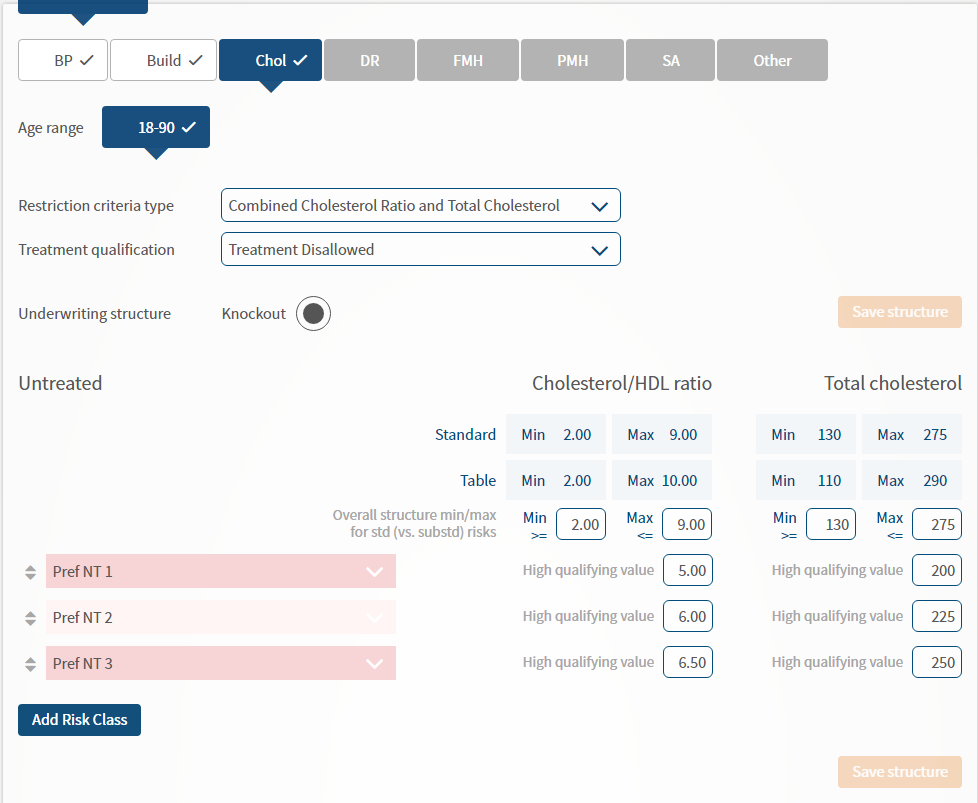 BP Build Chol DR FMH PMH SA Other
Age range 18-90
Restriction criteria type Combined Cholesterol Ratio and Total Cholesterol
Treatment qualification Treatment Disallowed
Underwriting structure Knockout Save structure
Untreated Cholesterol/HDL ratio Total cholesterol
Standard Min 2.00 Max 9.00 Min 130 Max 275
Table Min 2.00 Max 10.00 Min 110 Max 290
Overall structure min/max
for std (vs. substd) risks
Min >= 2.00 Max <= 9.00 Min >= 130 Max <= 275
Pref NT 1 High qualifying value 5.00 High qualifying value 200
Pref NT 2 High qualifying value 6.00 High qualifying value 225
Pref NT 3 High qualifying value 6.50 High qualifying value 250
Add Risk Class
Save structure